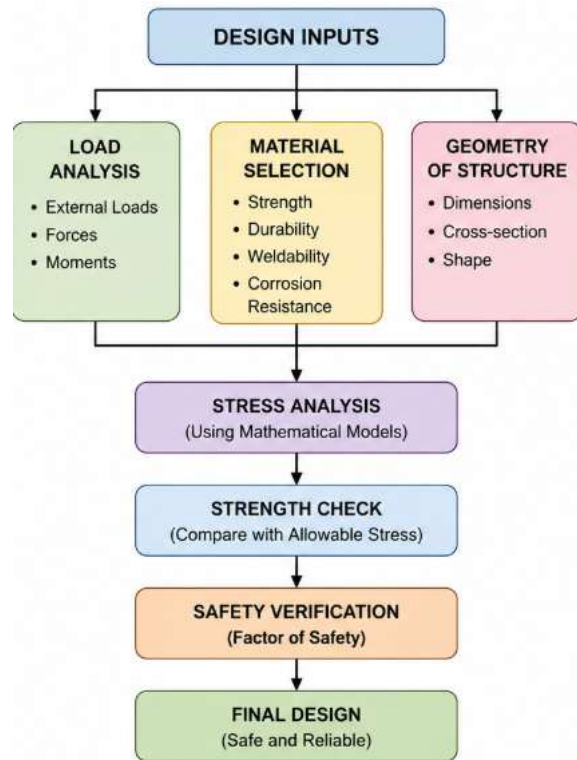 DESIGN INPUTS
LOAD
ANALYSIS
• External Loads
• Forces
• Moments
MATERIAL
SELECTION
• Strength
• Durability
• Weldability
• Corrosion
Resistance
GEOMETRY
OF STRUCTURE
• Dimensions
• Cross-section
• Shape
STRESS ANALYSIS
(Using Mathematical Models)
STRENGTH CHECK
(Compare with Allowable Stress)
SAFETY VERIFICATION
(Factor of Safety)
FINAL DESIGN
(Safe and Reliable)